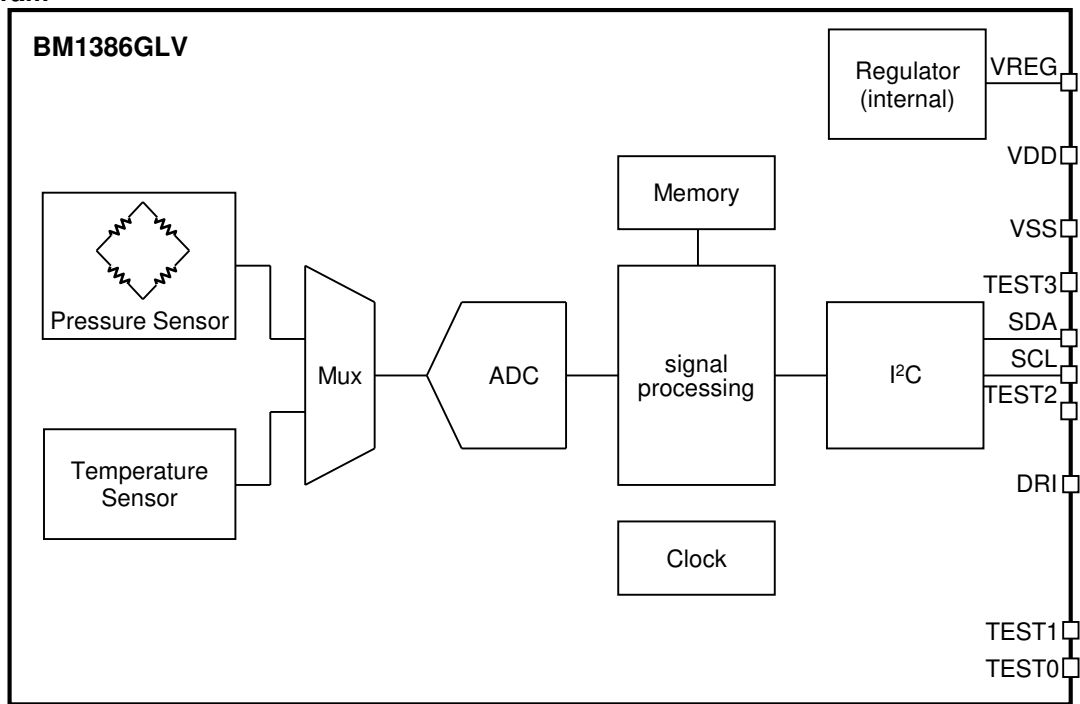 BM1386GLV
Regulator
(internal)
VREG
VDD
Memory
VSS
TEST3
Pressure Sensor
SDA
Mux
ADC
signal
processing
I²C
SCL
TEST2
Temperature
Sensor
DRI
Clock
TEST1
TEST0